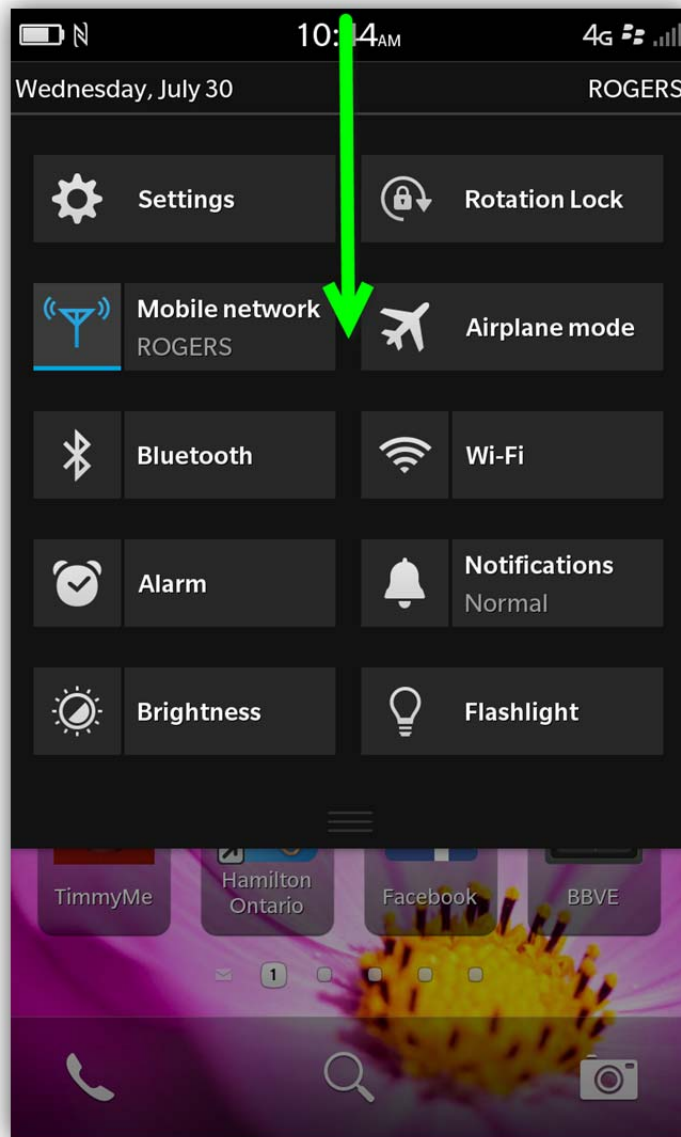 10:44AM 4G
Wednesday, July 30 ROGERS
Settings Rotation Lock
Mobile network
ROGERS
Airplane mode
Bluetooth Wi-Fi
Alarm
Notifications
Normal
Brightness Flashlight
TimmyMe
Hamilton
Ontario
Facebook
BBVE
1